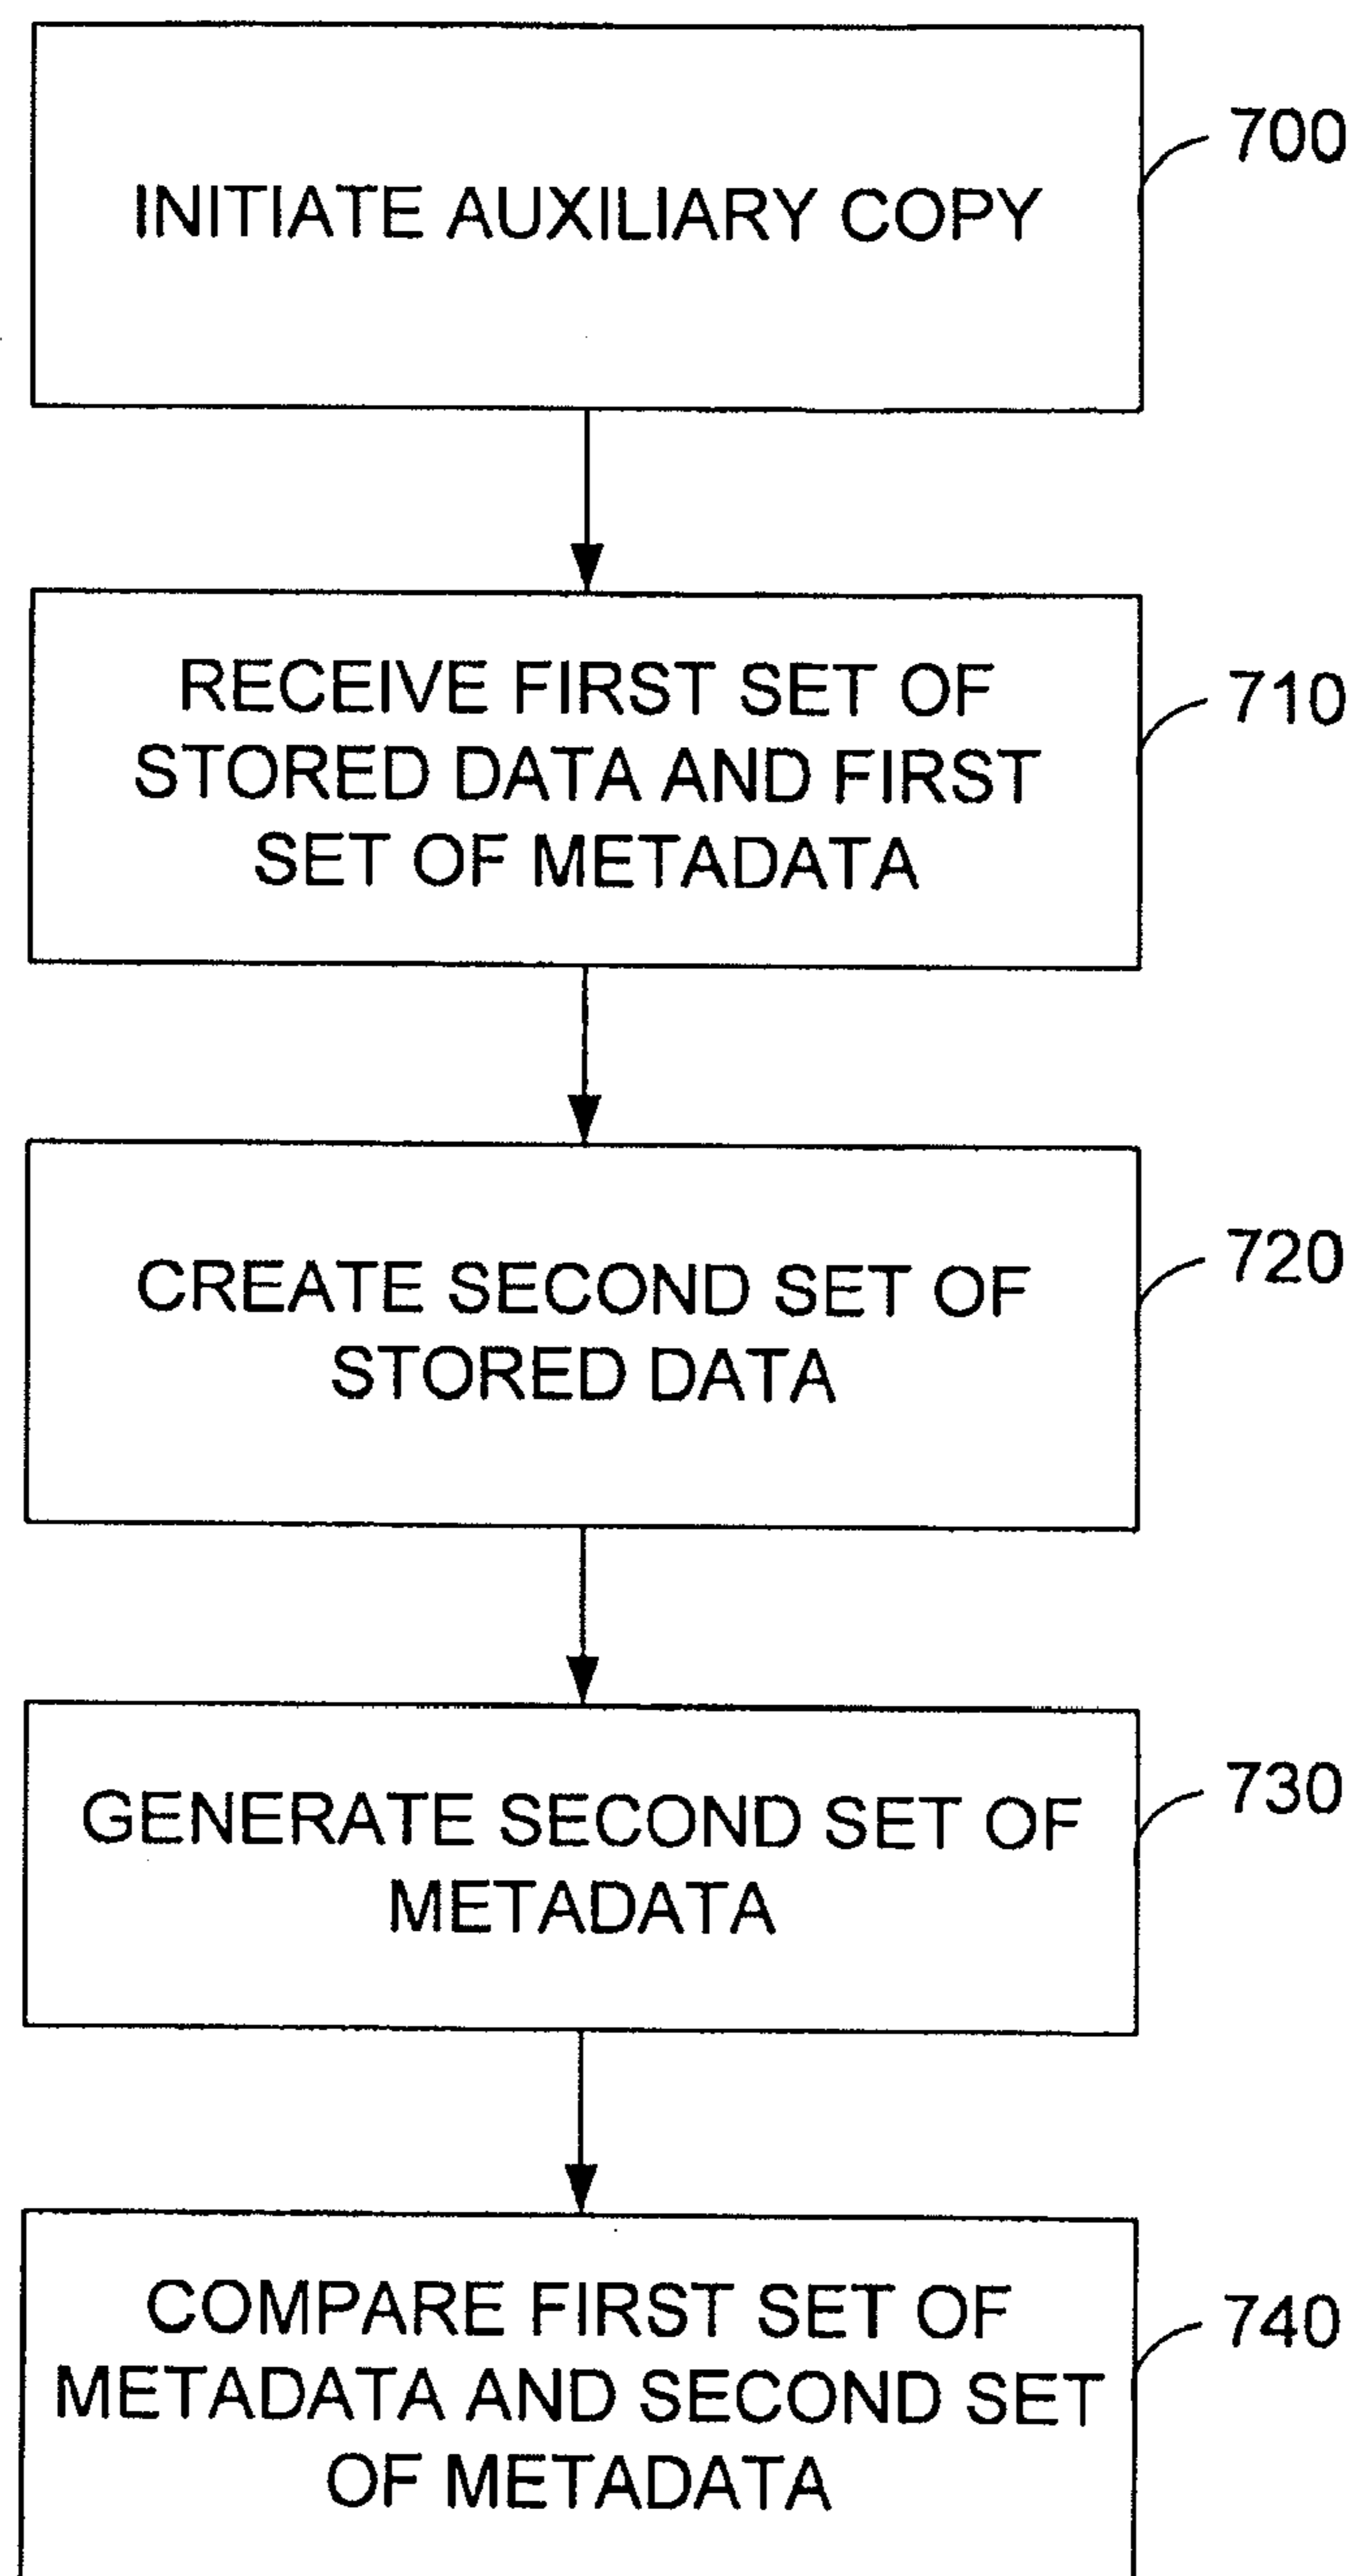 INITIATE AUXILIARY COPY
700
RECEIVE FIRST SET OF
STORED DATA AND FIRST
SET OF METADATA
710
CREATE SECOND SET OF
STORED DATA
720
GENERATE SECOND SET OF
METADATA
730
COMPARE FIRST SET OF
METADATA AND SECOND SET
OF METADATA
740